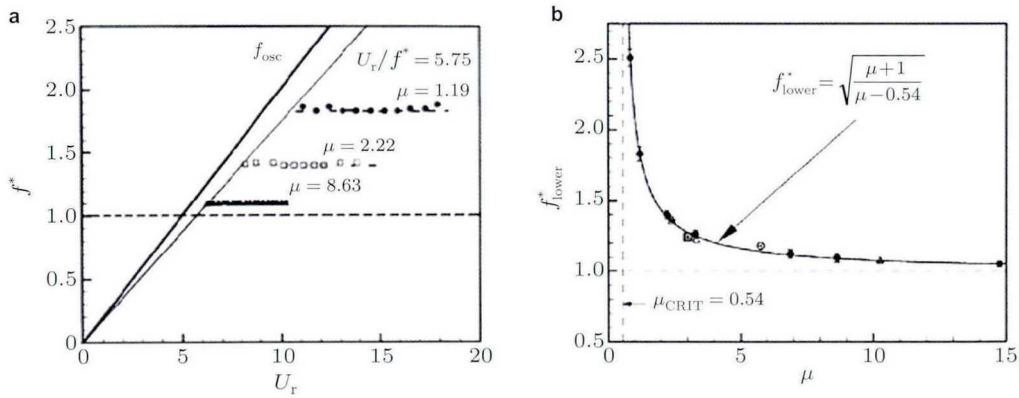 a
2.5
2.0
1.5
1.0
0.5
0
f*
f_osc
U_r/f* = 5.75
μ = 1.19
μ = 2.22
μ = 8.63
0 5 10 15 20
U_r
b
2.5
2.0
1.5
1.0
0.5
f*_lower
f*_lower = √((μ+1)/(μ−0.54))
μ_CRIT = 0.54
0 5 10 15
μ